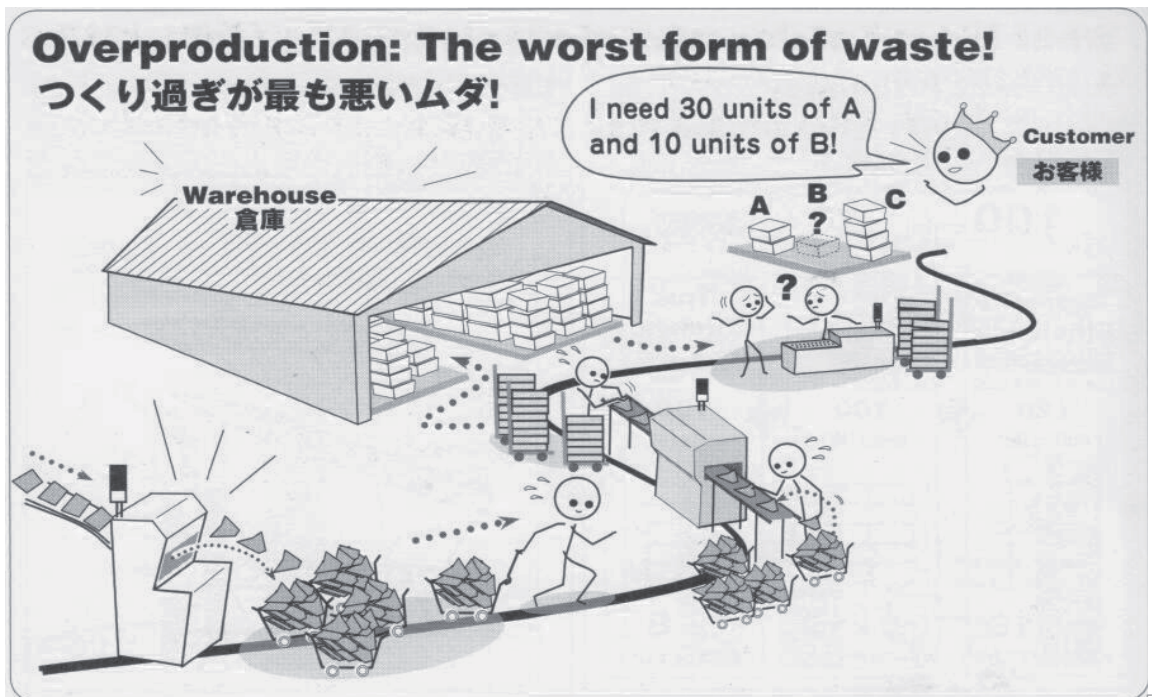 Overproduction: The worst form of waste!
つくり過ぎが最も悪いムダ!
I need 30 units of A
and 10 units of B!
Customer
お客様
Warehouse
倉庫
A
B
?
C
?